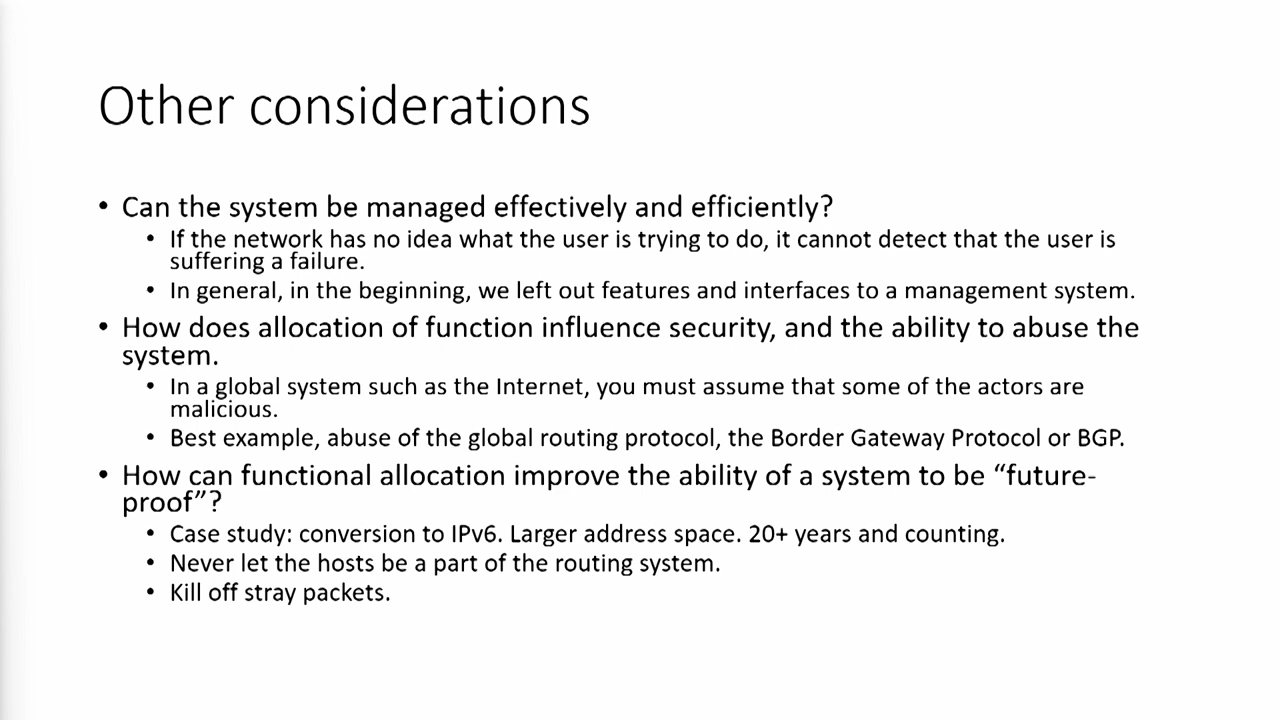 Other considerations
• Can the system be managed effectively and efficiently?
• If the network has no idea what the user is trying to do, it cannot detect that the user is
suffering a failure.
• In general, in the beginning, we left out features and interfaces to a management system.
• How does allocation of function influence security, and the ability to abuse the
system.
• In a global system such as the Internet, you must assume that some of the actors are
malicious.
• Best example, abuse of the global routing protocol, the Border Gateway Protocol or BGP.
• How can functional allocation improve the ability of a system to be “future-
proof”?
• Case study: conversion to IPv6. Larger address space. 20+ years and counting.
• Never let the hosts be a part of the routing system.
• Kill off stray packets.